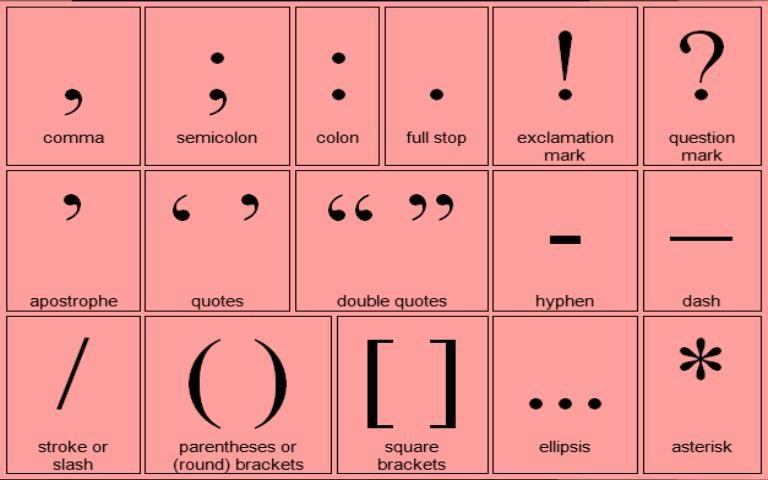 , ; : . ! ?
comma semicolon colon full stop exclamation mark question mark
’ ‘ ’ “ ” - —
apostrophe quotes double quotes hyphen dash
/ ( ) [ ] ... *
stroke or slash parentheses or (round) brackets square brackets ellipsis asterisk